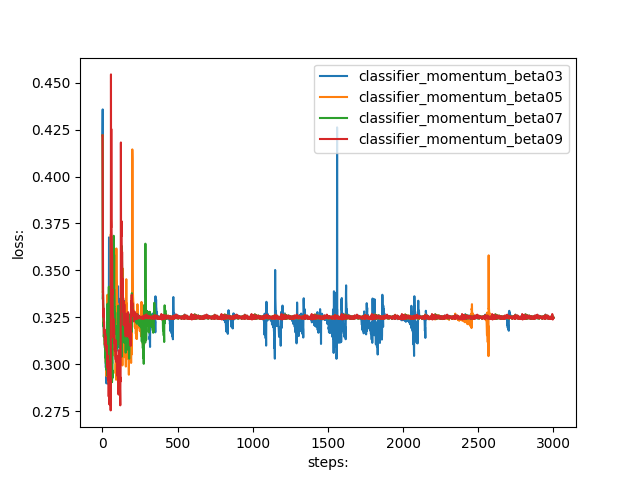 classifier_momentum_beta03
classifier_momentum_beta05
classifier_momentum_beta07
classifier_momentum_beta09
loss:
0.450
0.425
0.400
0.375
0.350
0.325
0.300
0.275
0 500 1000 1500 2000 2500 3000
steps: